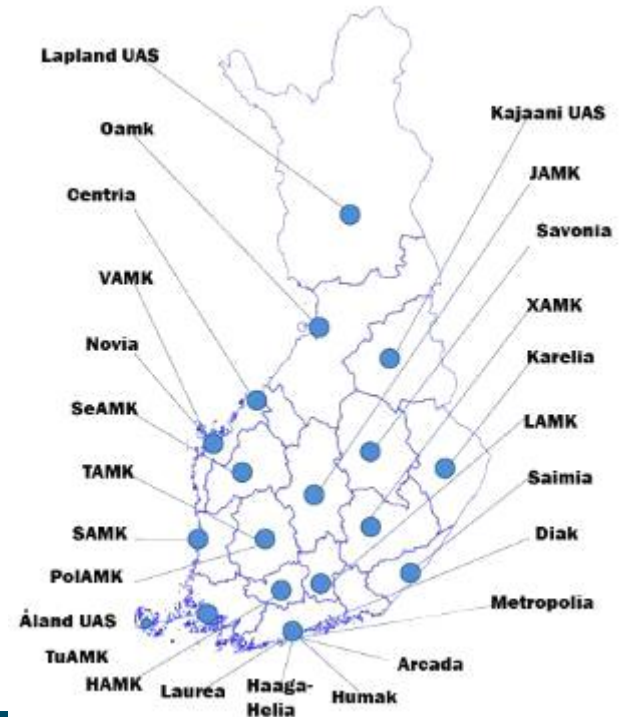 Lapland UAS
Oamk
Centria
VAMK
Novia
SeAMK
TAMK
SAMK
PolAMK
Åland UAS
TuAMK
HAMK
Laurea
Haaga-
Helia
Humak
Arcada
Metropolia
Diak
Saimia
LAMK
Karelia
XAMK
Savonia
JAMK
Kajaani UAS